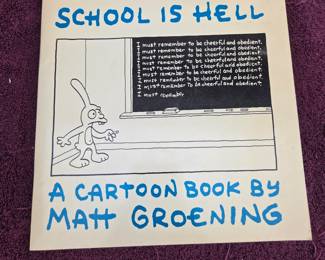 SCHOOL IS HELL
I must remember to be cheerful and obedient.
I must remember to be cheerful and obedient.
I must remember to be cheerful and obedient.
I must remember to be cheerful and obedient.
I must remember to be cheerful and obedient.
I must remember to be cheerful and obedient.
I must remember to be cheerful and obedient.
I must remember to be cheerful and obedient.
I must remember
A CARTOON BOOK BY
MATT GROENING